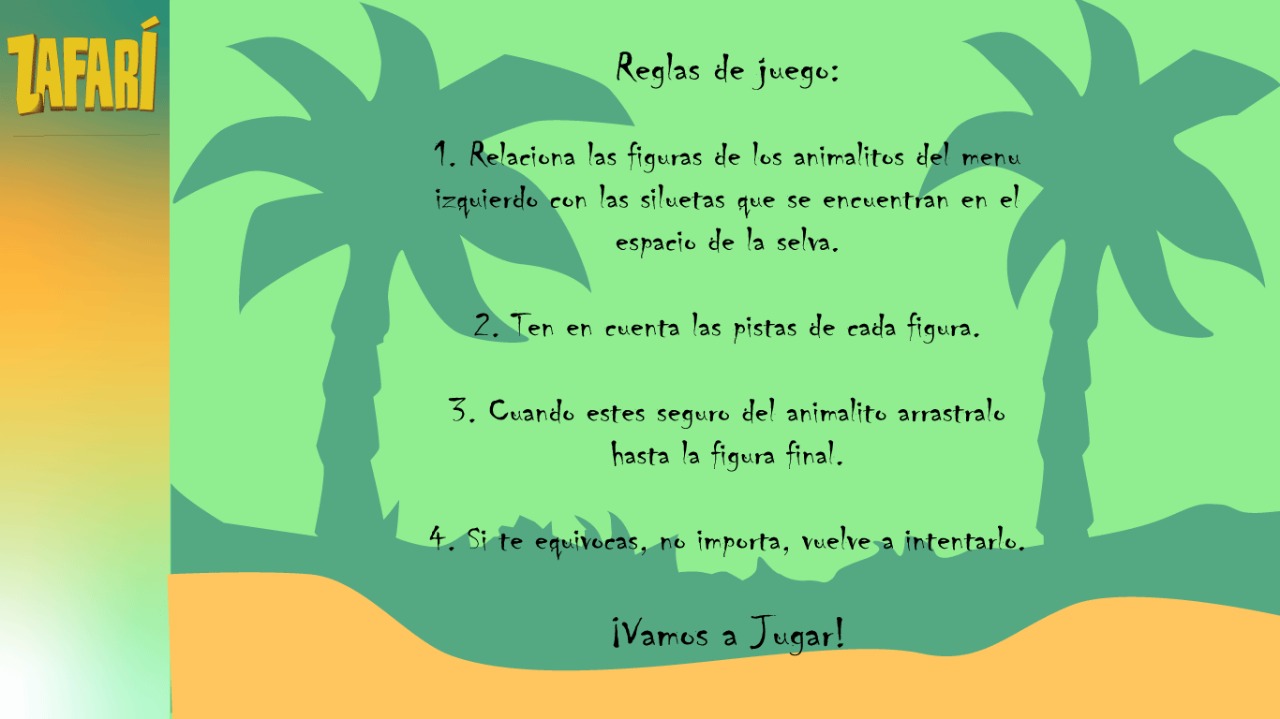 ZAFARÍ
Reglas de juego:
1. Relaciona las figuras de los animalitos del menu
izquierdo con las siluetas que se encuentran en el
espacio de la selva.
2. Ten en cuenta las pistas de cada figura.
3. Cuando estes seguro del animalito arrastralo
hasta la figura final.
4. Si te equivocas, no importa, vuelve a intentarlo.
¡Vamos a Jugar!